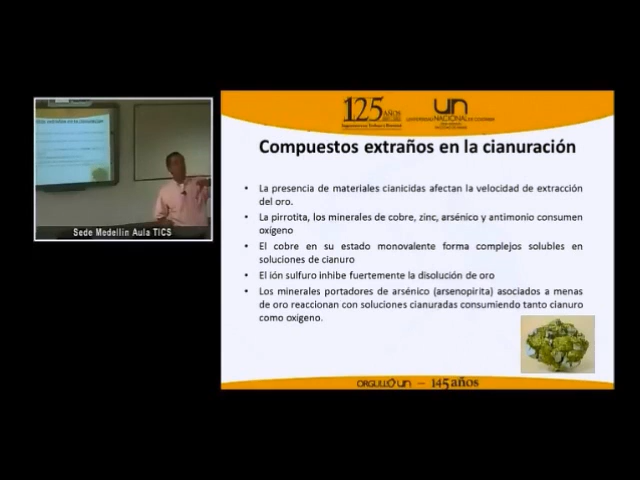 125 AÑOS
UN
UNIVERSIDAD NACIONAL DE COLOMBIA
Compuestos extraños en la cianuración
• La presencia de materiales cianicidas afectan la velocidad de extracción
del oro.
• La pirrotita, los minerales de cobre, zinc, arsénico y antimonio consumen
oxígeno
• El cobre en su estado monovalente forma complejos solubles en
soluciones de cianuro
• El ión sulfuro inhibe fuertemente la disolución de oro
• Los minerales portadores de arsénico (arsenopirita) asociados a menas
de oro reaccionan con soluciones cianuradas consumiendo tanto cianuro
como oxigeno.
Sede Medellin Aula TICS
ORGULLO UN – 145 años